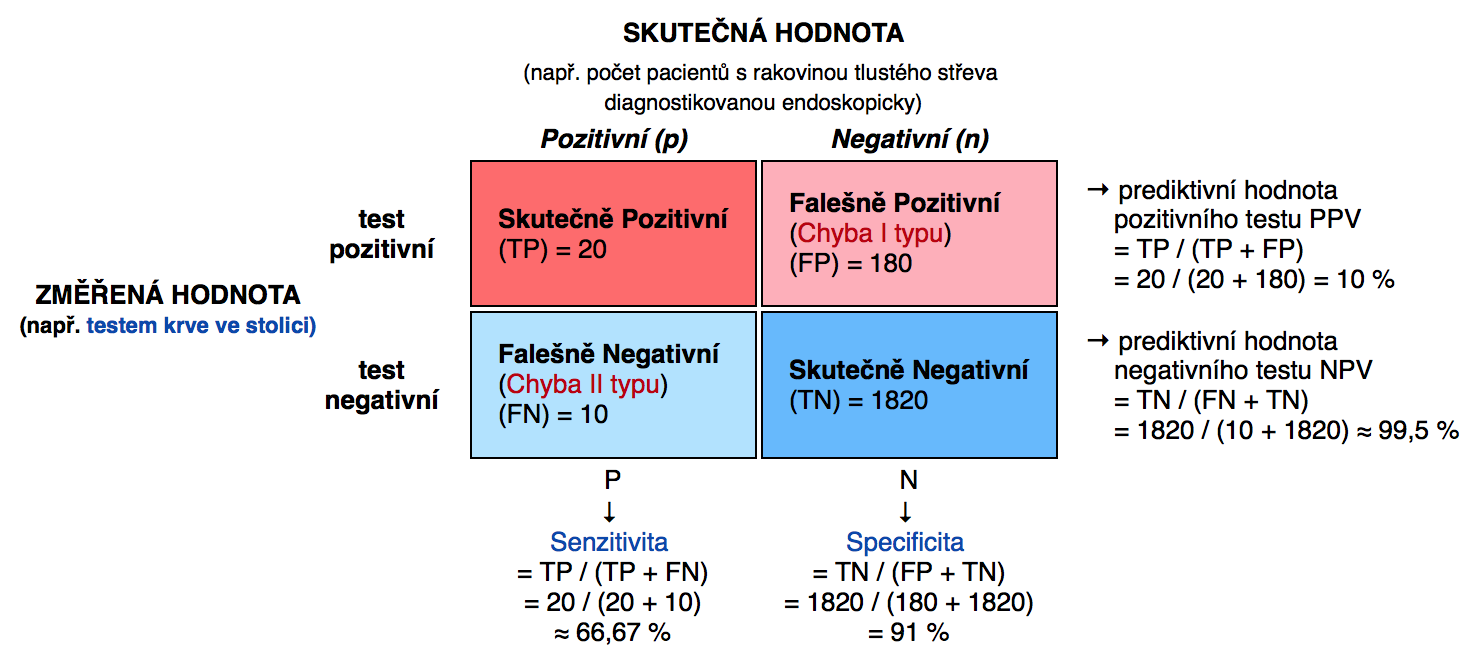 SKUTEČNÁ HODNOTA
(např. počet pacientů s rakovinou tlustého střeva
diagnostikovanou endoskopicky)
Pozitivní (p)
Negativní (n)
test
pozitivní
Skutečně Pozitivní
(TP) = 20
Falešně Pozitivní
(Chyba I typu)
(FP) = 180
→ prediktivní hodnota
pozitivního testu PPV
= TP / (TP + FP)
= 20 / (20 + 180) = 10 %
ZMĚŘENÁ HODNOTA
(např. testem krve ve stolici)
test
negativní
Falešně Negativní
(Chyba II typu)
(FN) = 10
Skutečně Negativní
(TN) = 1820
→ prediktivní hodnota
negativního testu NPV
= TN / (FN + TN)
= 1820 / (10 + 1820) ≈ 99,5 %
P
↓
Senzitivita
= TP / (TP + FN)
= 20 / (20 + 10)
≈ 66,67 %
N
↓
Specificita
= TN / (FP + TN)
= 1820 / (180 + 1820)
= 91 %